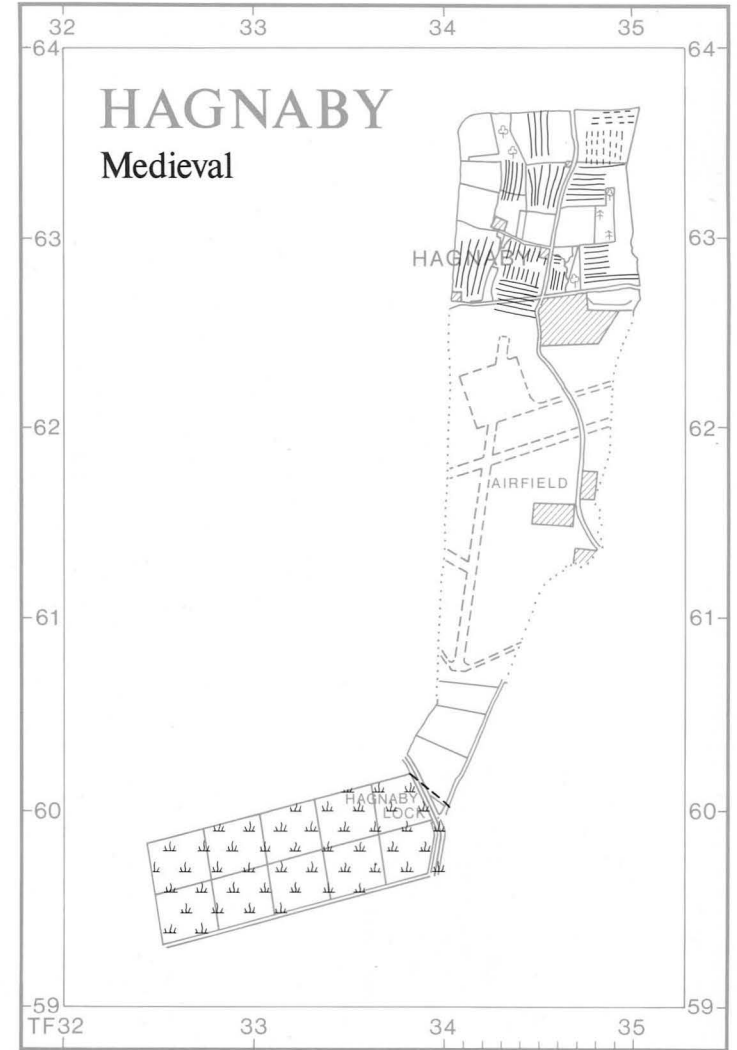 32 33 34 35
64 64
HAGNABY
Medieval
63 63
HAGNABY
62 62
AIRFIELD
61 61
60 60
HAGNABY
LOCK
59 59
TF32 33 34 35